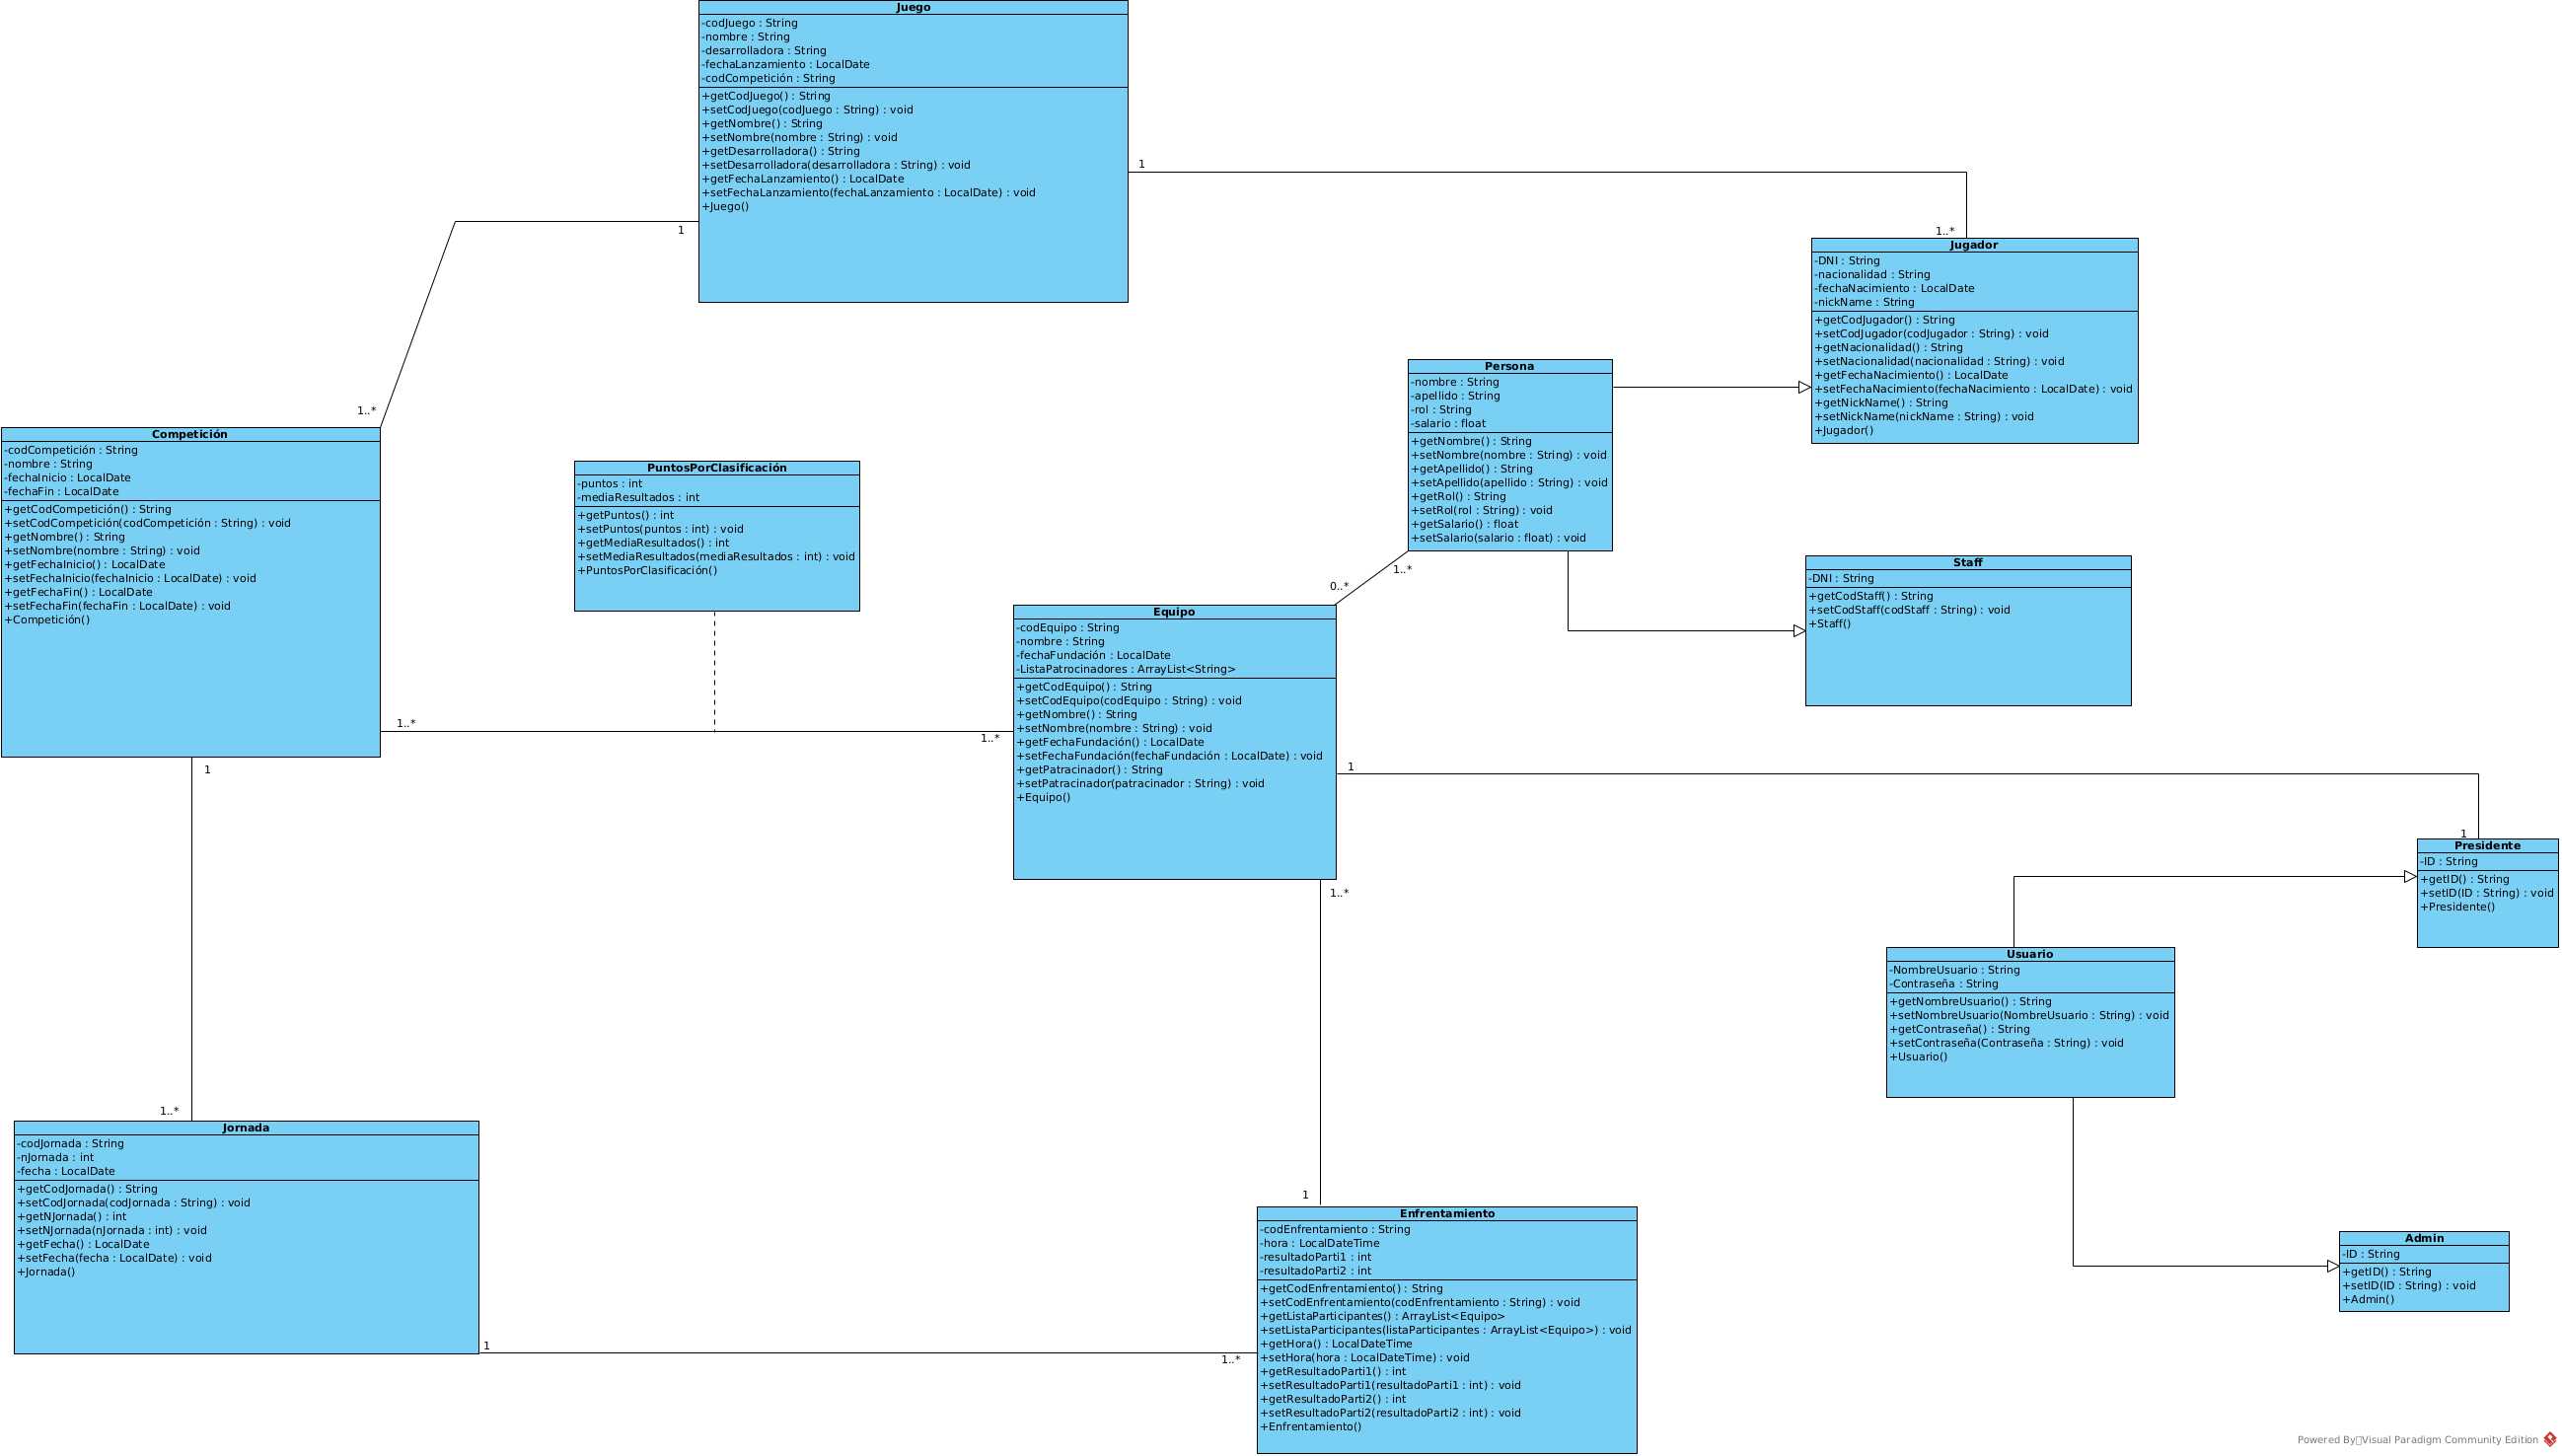 Juego
-codJuego : String
-nombre : String
-desarrolladora : String
-fechaLanzamiento : LocalDate
-codCompetición : String
+getCodJuego() : String
+setCodJuego(codJuego : String) : void
+getNombre() : String
+setNombre(nombre : String) : void
+getDesarrolladora() : String
+setDesarrolladora(desarrolladora : String) : void
+getFechaLanzamiento() : LocalDate
+setFechaLanzamiento(fechaLanzamiento : LocalDate) : void
+Juego()
1
1..*
1
1..*
Jugador
-DNI : String
-nacionalidad : String
-fechaNacimiento : LocalDate
-nickName : String
+getCodJugador() : String
+setCodJugador(codJugador : String) : void
+getNacionalidad() : String
+setNacionalidad(nacionalidad : String) : void
+getFechaNacimiento() : LocalDate
+setFechaNacimiento(fechaNacimiento : LocalDate) : void
+getNickName() : String
+setNickName(nickName : String) : void
+Jugador()
Persona
-nombre : String
-apellido : String
-rol : String
-salario : float
+getNombre() : String
+setNombre(nombre : String) : void
+getApellido() : String
+setApellido(apellido : String) : void
+getRol() : String
+setRol(rol : String) : void
+getSalario() : float
+setSalario(salario : float) : void
1..*
0..*
Competición
-codCompetición : String
-nombre : String
-fechaInicio : LocalDate
-fechaFin : LocalDate
+getCodCompetición() : String
+setCodCompetición(codCompetición : String) : void
+getNombre() : String
+setNombre(nombre : String) : void
+getFechaInicio() : LocalDate
+setFechaInicio(fechaInicio : LocalDate) : void
+getFechaFin() : LocalDate
+setFechaFin(fechaFin : LocalDate) : void
+Competición()
PuntosPorClasificación
-puntos : int
-mediaResultados : int
+getPuntos() : int
+setPuntos(puntos : int) : void
+getMediaResultados() : int
+setMediaResultados(mediaResultados : int) : void
+PuntosPorClasificación()
Staff
-DNI : String
+getCodStaff() : String
+setCodStaff(codStaff : String) : void
+Staff()
Equipo
-codEquipo : String
-nombre : String
-fechaFundación : LocalDate
-ListaPatrocinadores : ArrayList<String>
+getCodEquipo() : String
+setCodEquipo(codEquipo : String) : void
+getNombre() : String
+setNombre(nombre : String) : void
+getFechaFundación() : LocalDate
+setFechaFundación(fechaFundación : LocalDate) : void
+getPatracinador() : String
+setPatracinador(patracinador : String) : void
+Equipo()
1..*
1..*
1
1
1
1..*
Presidente
-ID : String
+getID() : String
+setID(ID : String) : void
+Presidente()
Usuario
-NombreUsuario : String
-Contraseña : String
+getNombreUsuario() : String
+setNombreUsuario(NombreUsuario : String) : void
+getContraseña() : String
+setContraseña(Contraseña : String) : void
+Usuario()
1..*
Jornada
-codJornada : String
-nJornada : int
-fecha : LocalDate
+getCodJornada() : String
+setCodJornada(codJornada : String) : void
+getNJornada() : int
+setNJornada(nJornada : int) : void
+getFecha() : LocalDate
+setFecha(fecha : LocalDate) : void
+Jornada()
1
1..*
1
Enfrentamiento
-codEnfrentamiento : String
-hora : LocalDateTime
-resultadoParti1 : int
-resultadoParti2 : int
+getCodEnfrentamiento() : String
+setCodEnfrentamiento(codEnfrentamiento : String) : void
+getListaParticipantes() : ArrayList<Equipo>
+setListaParticipantes(listaParticipantes : ArrayList<Equipo>) : void
+getHora() : LocalDateTime
+setHora(hora : LocalDateTime) : void
+getResultadoParti1() : int
+setResultadoParti1(resultadoParti1 : int) : void
+getResultadoParti2() : int
+setResultadoParti2(resultadoParti2 : int) : void
+Enfrentamiento()
Admin
-ID : String
+getID() : String
+setID(ID : String) : void
+Admin()
Powered By Visual Paradigm Community Edition